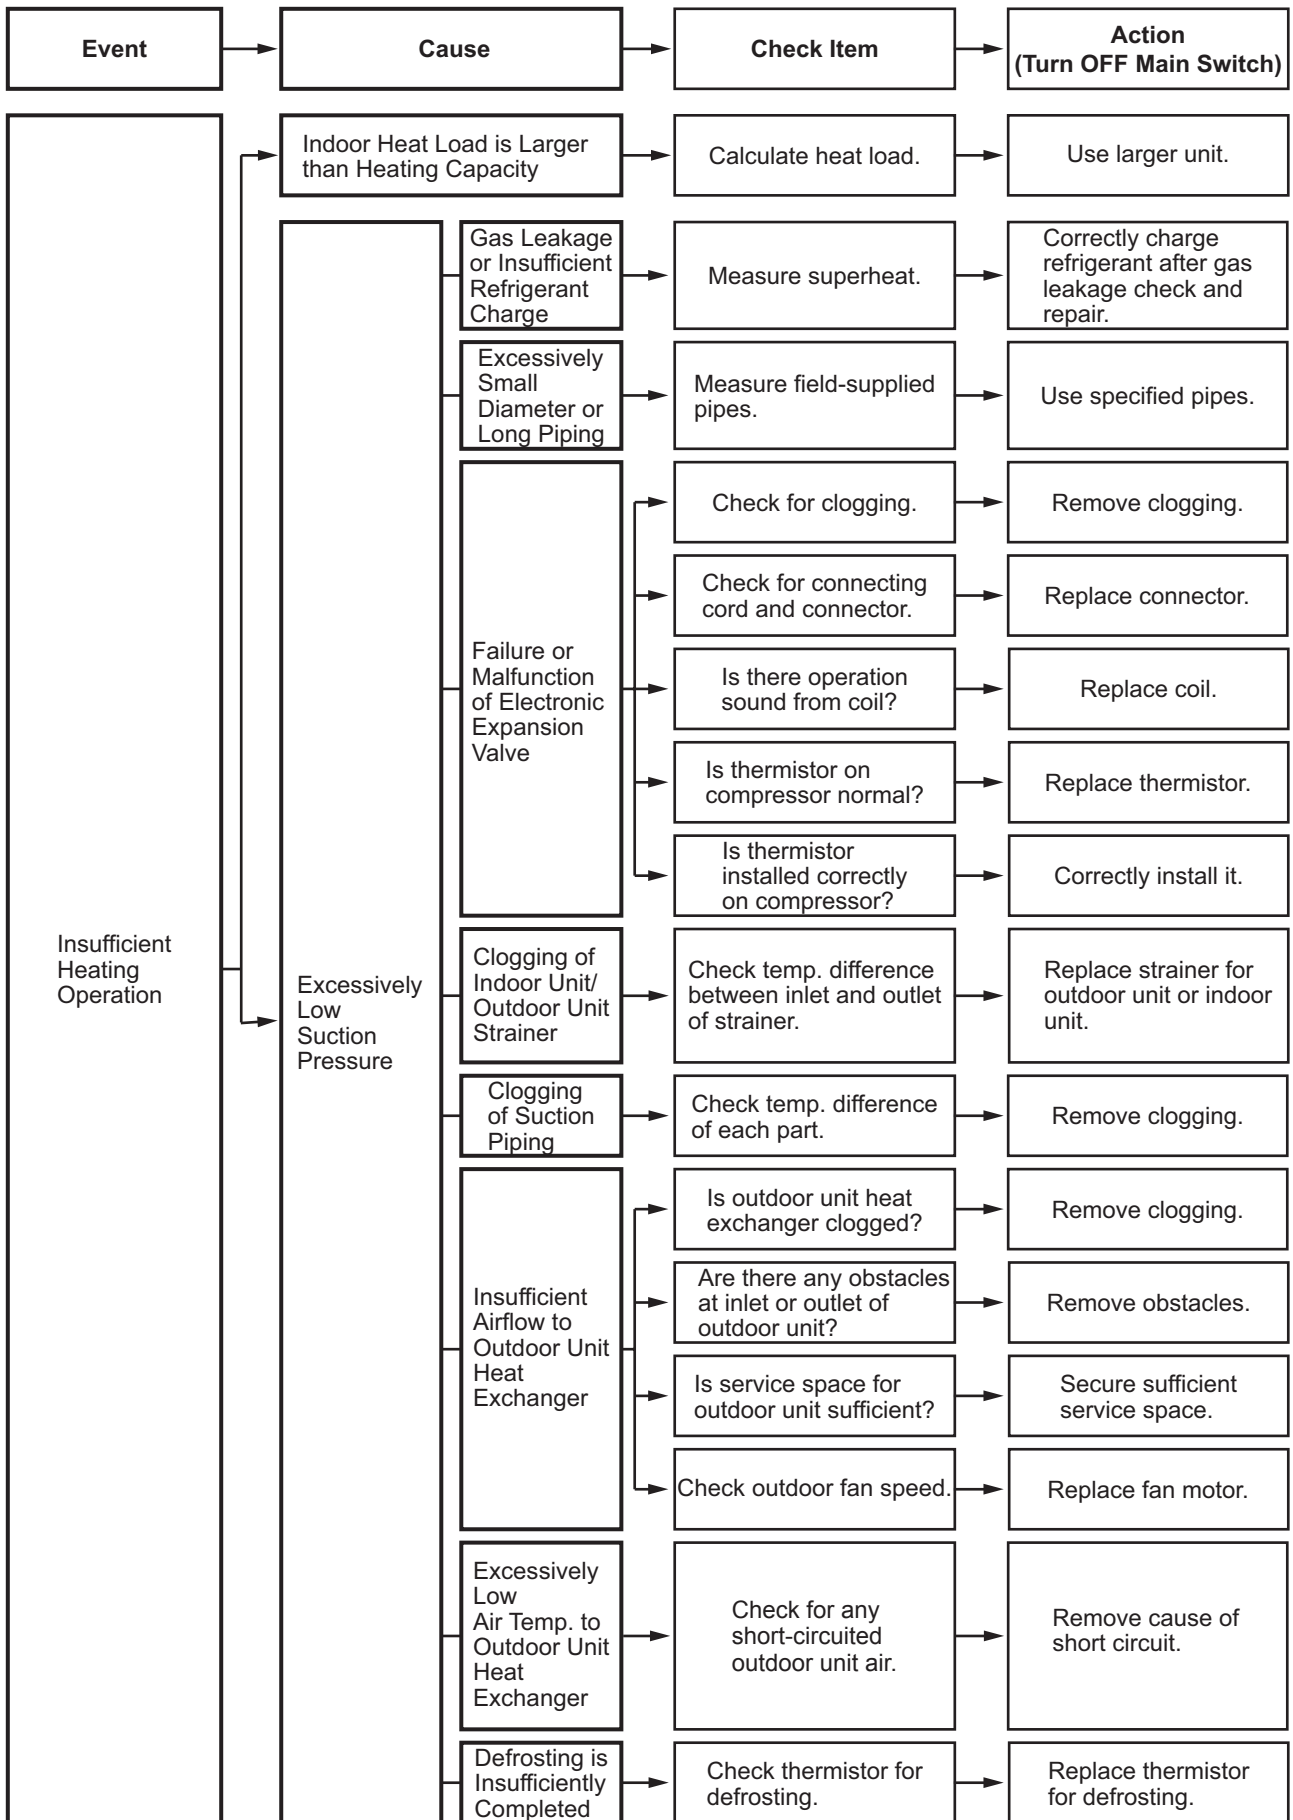 Event
Cause
Check Item
Action
(Turn OFF Main Switch)
Insufficient
Heating
Operation
Indoor Heat Load is Larger
than Heating Capacity
Calculate heat load.
Use larger unit.
Excessively
Low
Suction
Pressure
Gas Leakage
or Insufficient
Refrigerant
Charge
Measure superheat.
Correctly charge
refrigerant after gas
leakage check and
repair.
Excessively
Small
Diameter or
Long Piping
Measure field-supplied
pipes.
Use specified pipes.
Failure or
Malfunction
of Electronic
Expansion
Valve
Check for clogging.
Remove clogging.
Check for connecting
cord and connector.
Replace connector.
Is there operation
sound from coil?
Replace coil.
Is thermistor on
compressor normal?
Replace thermistor.
Is thermistor
installed correctly
on compressor?
Correctly install it.
Clogging of
Indoor Unit/
Outdoor Unit
Strainer
Check temp. difference
between inlet and outlet
of strainer.
Replace strainer for
outdoor unit or indoor
unit.
Clogging
of Suction
Piping
Check temp. difference
of each part.
Remove clogging.
Insufficient
Airflow to
Outdoor Unit
Heat
Exchanger
Is outdoor unit heat
exchanger clogged?
Remove clogging.
Are there any obstacles
at inlet or outlet of
outdoor unit?
Remove obstacles.
Is service space for
outdoor unit sufficient?
Secure sufficient
service space.
Check outdoor fan speed.
Replace fan motor.
Excessively
Low
Air Temp. to
Outdoor Unit
Heat
Exchanger
Check for any
short-circuited
outdoor unit air.
Remove cause of
short circuit.
Defrosting is
Insufficiently
Completed
Check thermistor for
defrosting.
Replace thermistor
for defrosting.